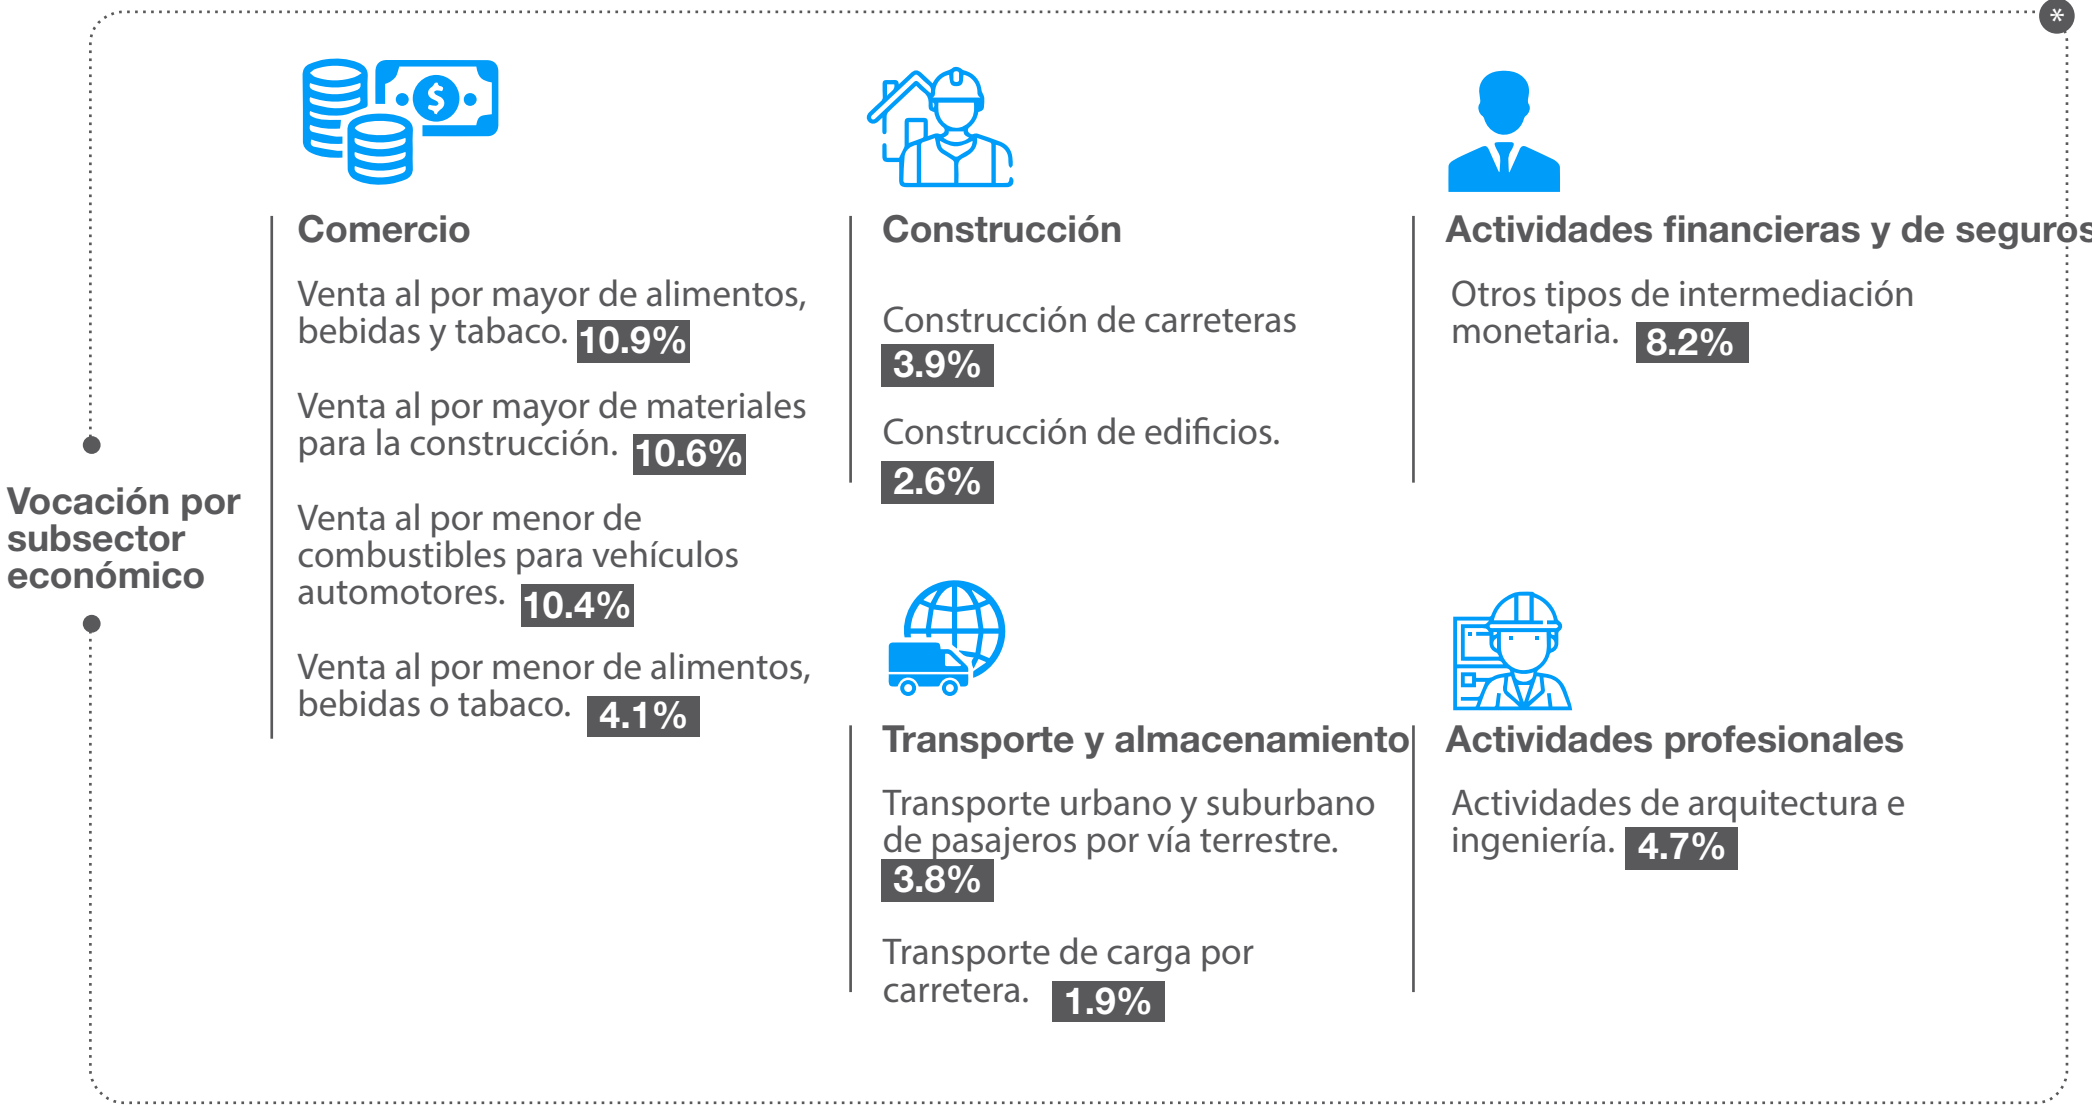 *
Vocación por
subsector
económico
Comercio
Venta al por mayor de alimentos,
bebidas y tabaco. 10.9%
Venta al por mayor de materiales
para la construcción. 10.6%
Venta al por menor de
combustibles para vehículos
automotores. 10.4%
Venta al por menor de alimentos,
bebidas o tabaco. 4.1%
Construcción
Construcción de carreteras
3.9%
Construcción de edificios.
2.6%
Actividades financieras y de seguros
Otros tipos de intermediación
monetaria. 8.2%
Transporte y almacenamiento
Transporte urbano y suburbano
de pasajeros por vía terrestre.
3.8%
Transporte de carga por
carretera. 1.9%
Actividades profesionales
Actividades de arquitectura e
ingeniería. 4.7%